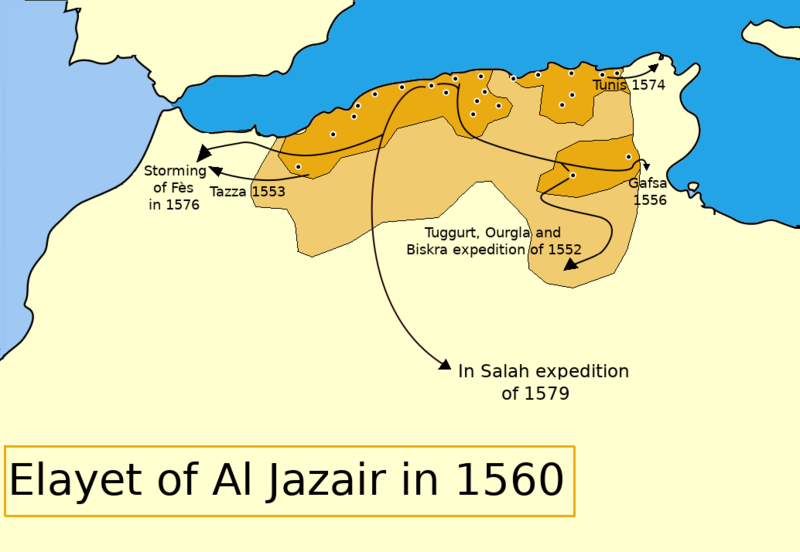 Tunis 1574
Storming
of Fès
in 1576
Tazza 1553
Gafsa
1556
Tuggurt, Ourgla and
Biskra expedition of 1552
In Salah expedition
of 1579
Elayet of Al Jazair in 1560